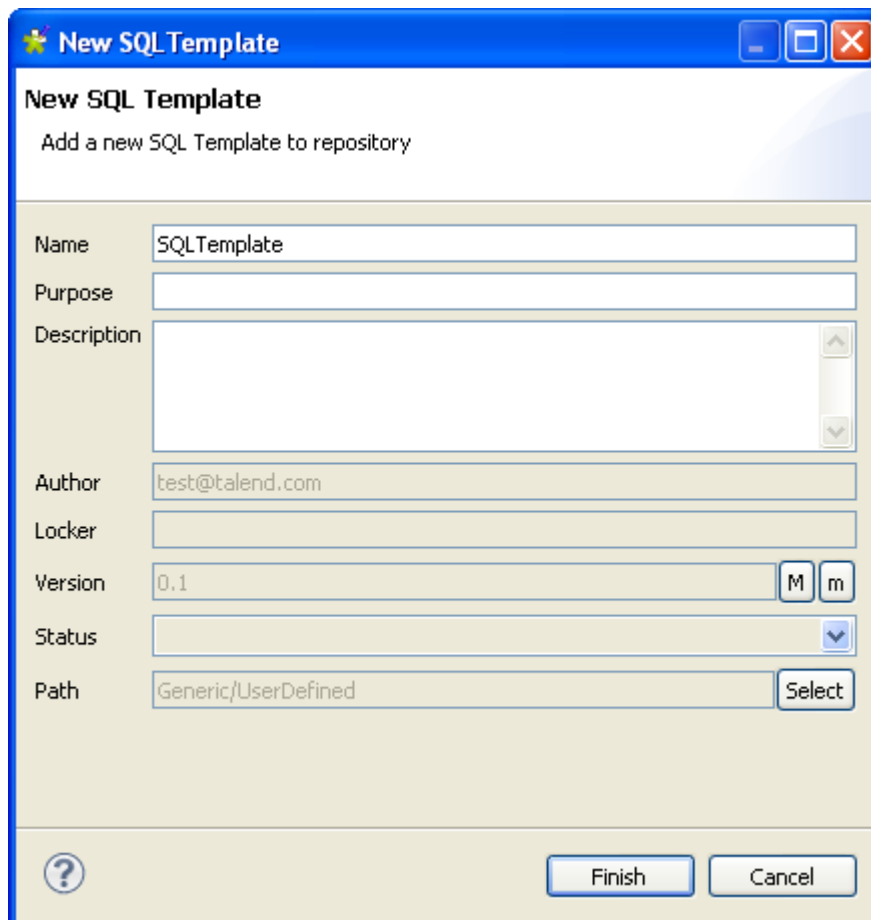 New SQLTemplate
New SQL Template
Add a new SQL Template to repository
Name SQLTemplate
Purpose
Description
Author test@talend.com
Locker
Version 0.1 M m
Status
Path Generic/UserDefined Select
? Finish Cancel